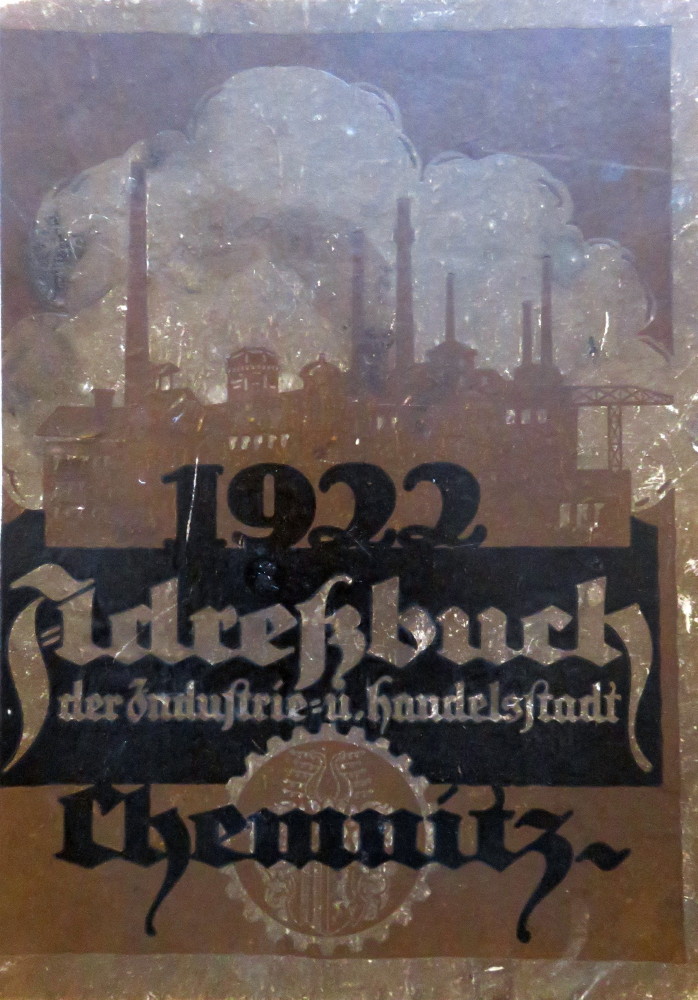 1922
Adreßbuch
der Industrie- u. Handelsstadt
Chemnitz-